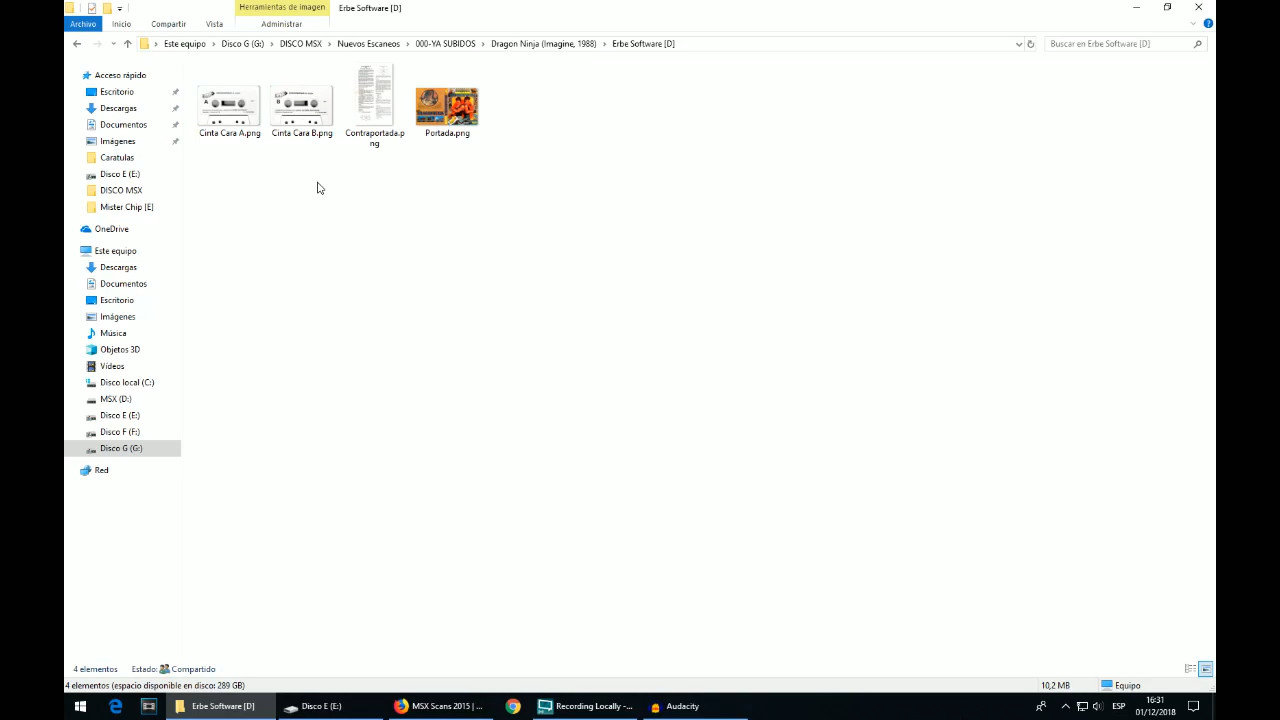 Herramientas de imagen
Erbe Software [D]
Archivo
Inicio
Compartir
Vista
Administrar
Este equipo
Disco G (G:)
DISCO MSX
Nuevos Escaneos
000-YA SUBIDOS
Dragon Ninja (Imagine, 1988)
Erbe Software [D]
Buscar en Erbe Software [D]
Acceso rápido
Escritorio
Descargas
Documentos
Imágenes
Caratulas
Disco E (E:)
DISCO MSX
Mister Chip [E]
OneDrive
Este equipo
Descargas
Documentos
Escritorio
Imágenes
Música
Objetos 3D
Vídeos
Disco local (C:)
MSX (D:)
Disco E (E:)
Disco F (F:)
Disco G (G:)
Red
A
B
Cinta Cara A.png
Cinta Cara B.png
Contraportada.p
ng
Portada.png
4 elementos
Estado:
Compartido
4 elementos (espacio disponible en disco: 289 GB)
10,2 MB
Equipo
Erbe Software [D]
Disco E (E:)
MSX Scans 2015 | ...
Recording Locally -...
Audacity
ESP
16:31
01/12/2018